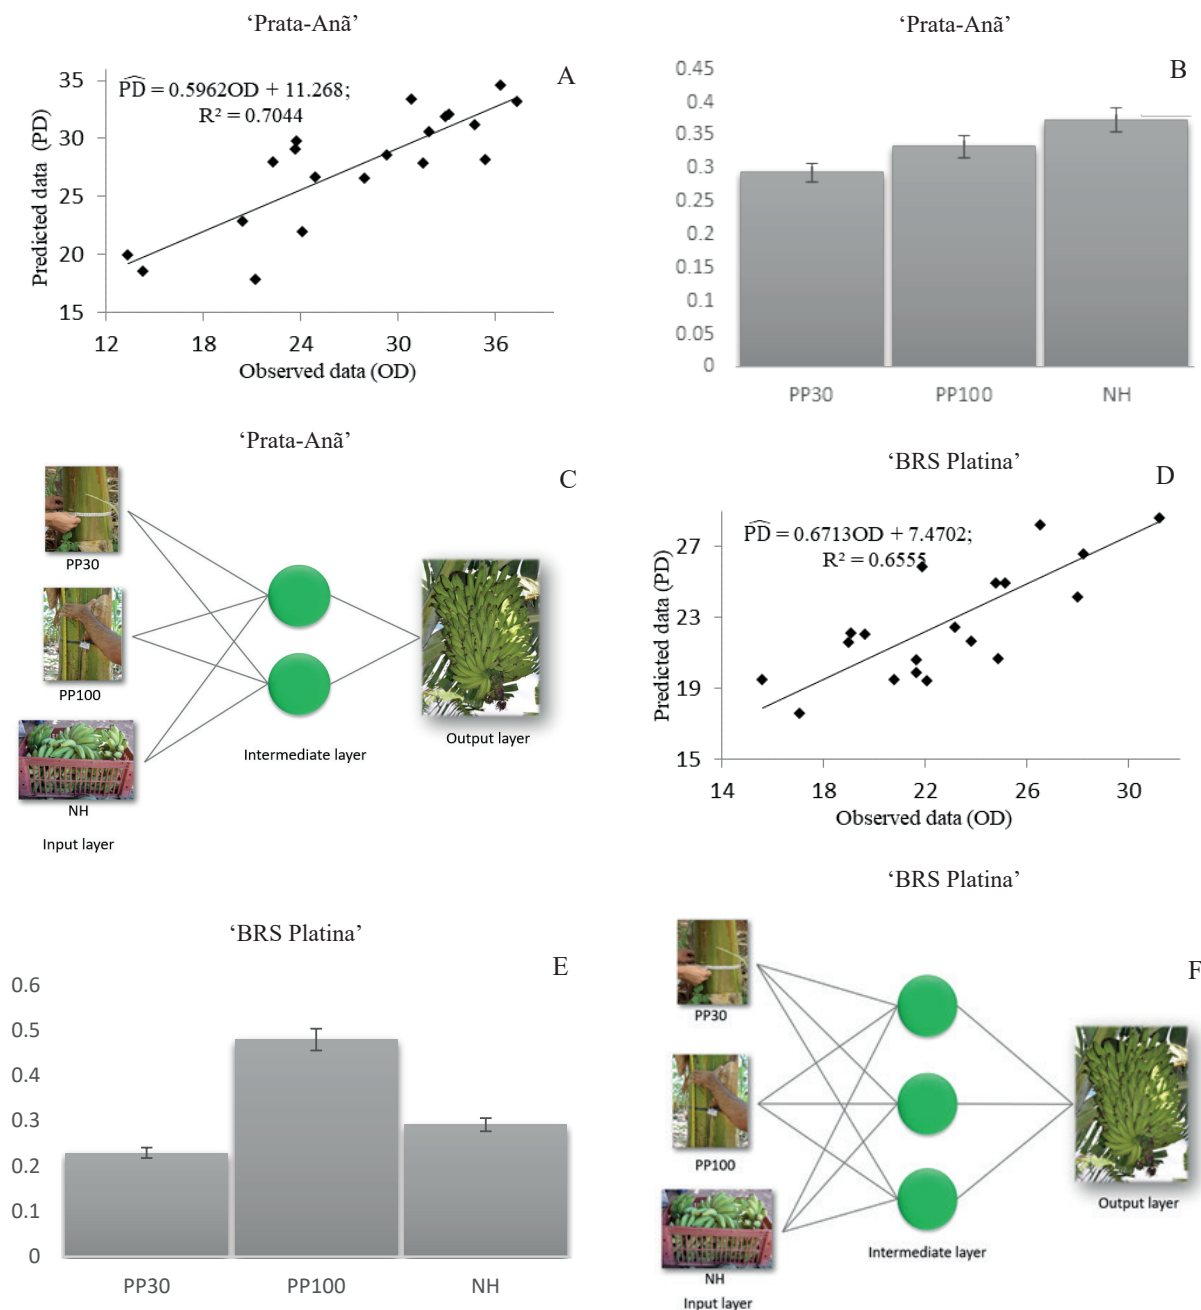 ‘Prata-Anã’
A
P͡D = 0.5962OD + 11.268;
R² = 0.7044
35
30
25
20
15
Predicted data (PD)
12 18 24 30 36
Observed data (OD)
‘Prata-Anã’
B
0.45
0.4
0.35
0.3
0.25
0.2
0.15
0.1
0.05
0
PP30 PP100 NH
‘Prata-Anã’
C
PP30
PP100
NH
Input layer
Intermediate layer
Output layer
‘BRS Platina’
D
P͡D = 0.6713OD + 7.4702;
R² = 0.6555
27
23
19
15
Predicted data (PD)
14 18 22 26 30
Observed data (OD)
‘BRS Platina’
E
0.6
0.5
0.4
0.3
0.2
0.1
0
PP30 PP100 NH
‘BRS Platina’
F
PP30
PP100
NH
Input layer
Intermediate layer
Output layer